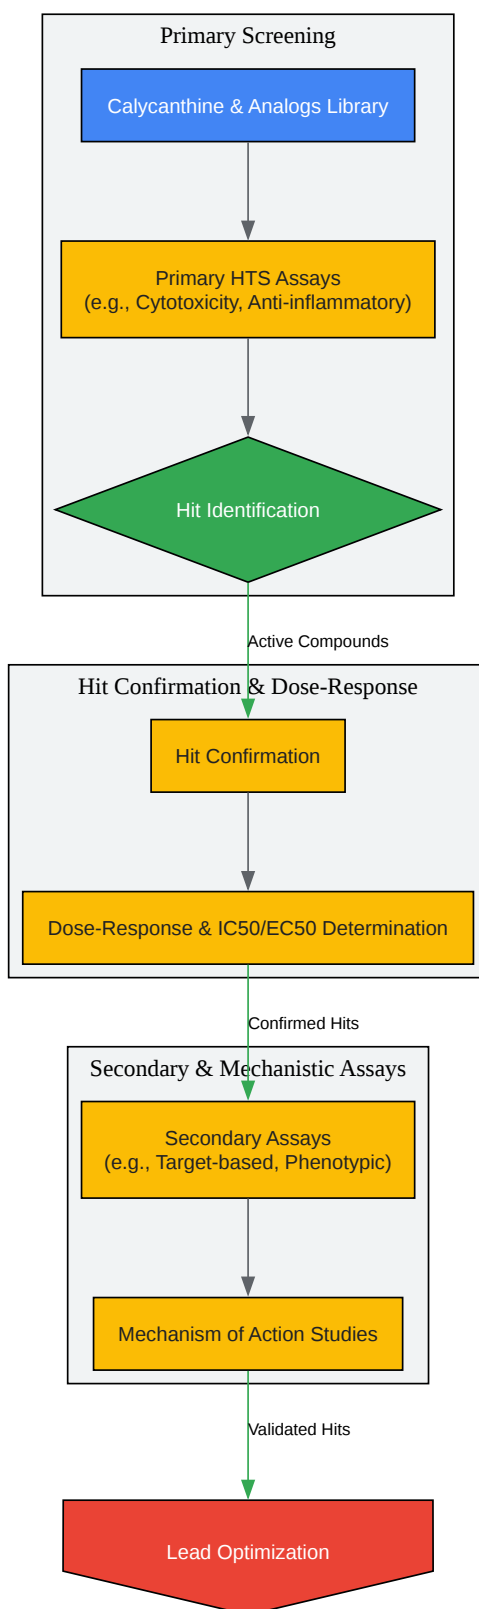 Primary Screening
Calycanthine & Analogs Library
Primary HTS Assays
(e.g., Cytotoxicity, Anti-inflammatory)
Hit Identification
Active Compounds
Hit Confirmation & Dose-Response
Hit Confirmation
Dose-Response & IC50/EC50 Determination
Confirmed Hits
Secondary & Mechanistic Assays
Secondary Assays
(e.g., Target-based, Phenotypic)
Mechanism of Action Studies
Validated Hits
Lead Optimization